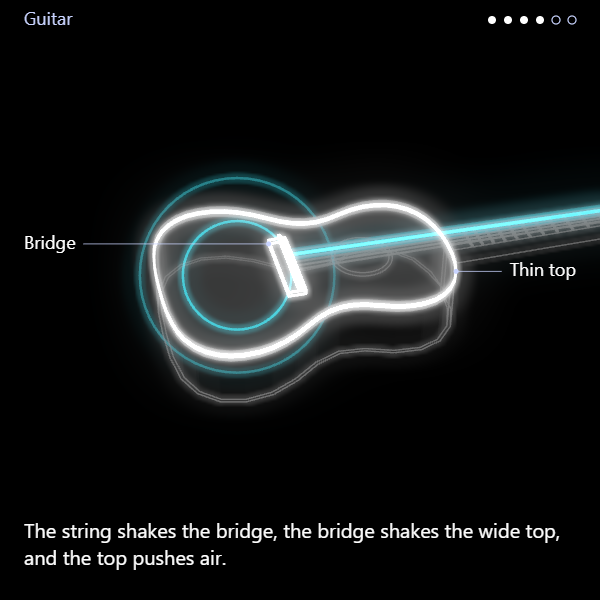 Guitar
Bridge
Thin top
The string shakes the bridge, the bridge shakes the wide top,
and the top pushes air.